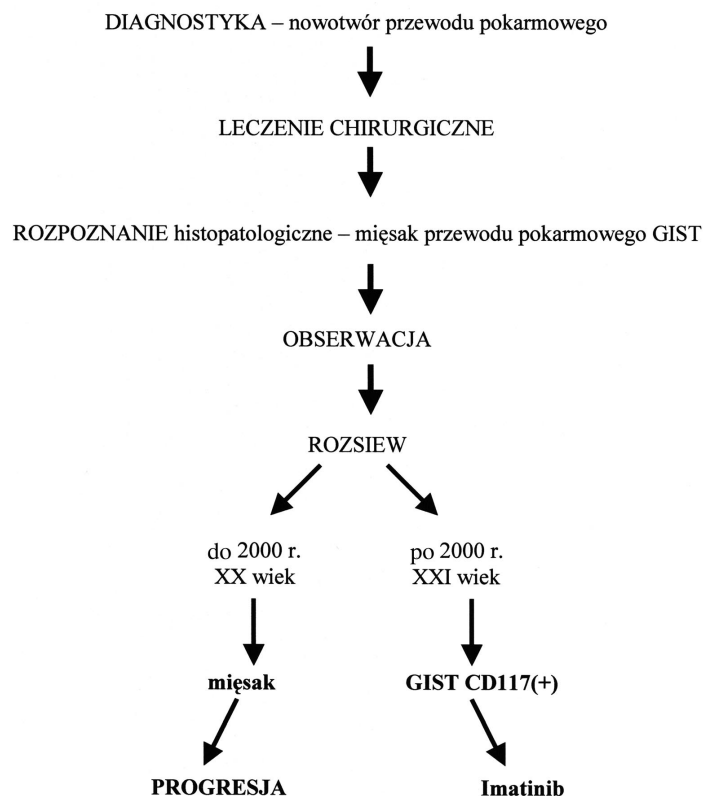 DIAGNOSTYKA – nowotwór przewodu pokarmowego
LECZENIE CHIRURGICZNE
ROZPOZNANIE histopatologiczne – mięsak przewodu pokarmowego GIST
OBSERWACJA
ROZSIEW
do 2000 r.
XX wiek
po 2000 r.
XXI wiek
mięsak
GIST CD117(+)
PROGRESJA
Imatinib